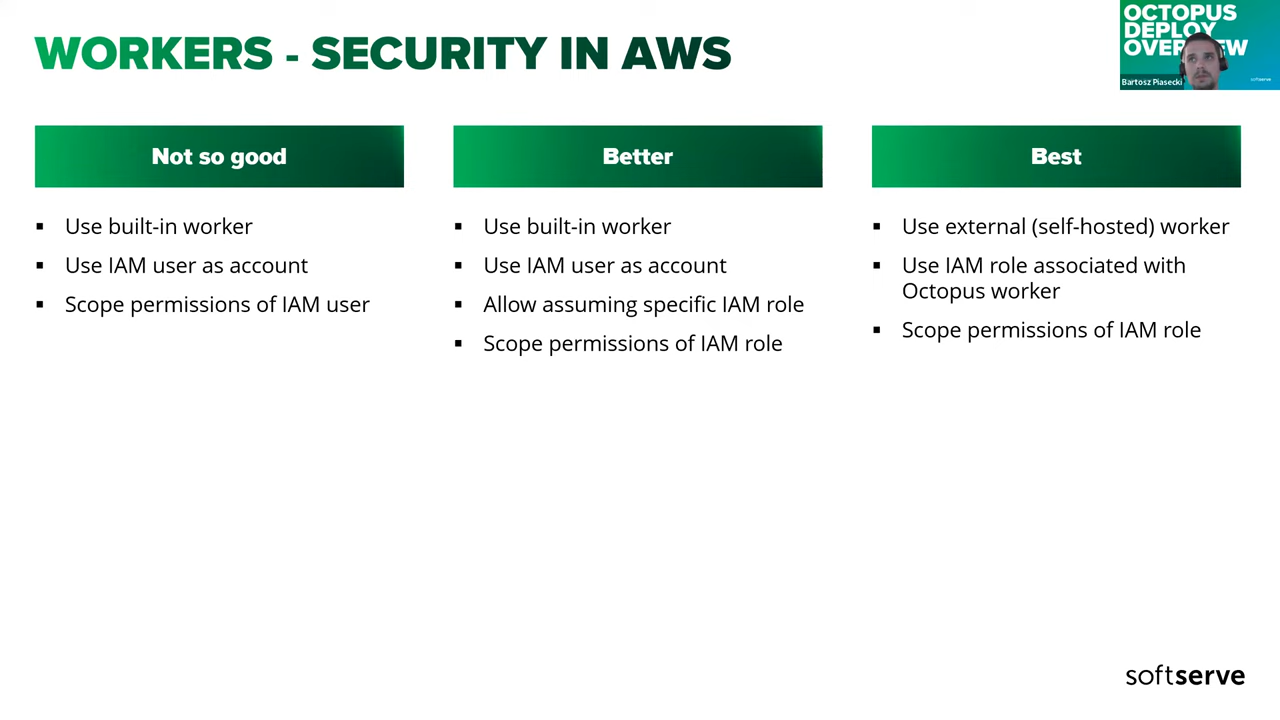 WORKERS - SECURITY IN AWS
OCTOPUS
DEPLOY
OVERVIEW
Bartosz Piasecki
softserve
Not so good
▪ Use built-in worker
▪ Use IAM user as account
▪ Scope permissions of IAM user
Better
▪ Use built-in worker
▪ Use IAM user as account
▪ Allow assuming specific IAM role
▪ Scope permissions of IAM role
Best
▪ Use external (self-hosted) worker
▪ Use IAM role associated with
Octopus worker
▪ Scope permissions of IAM role
softserve